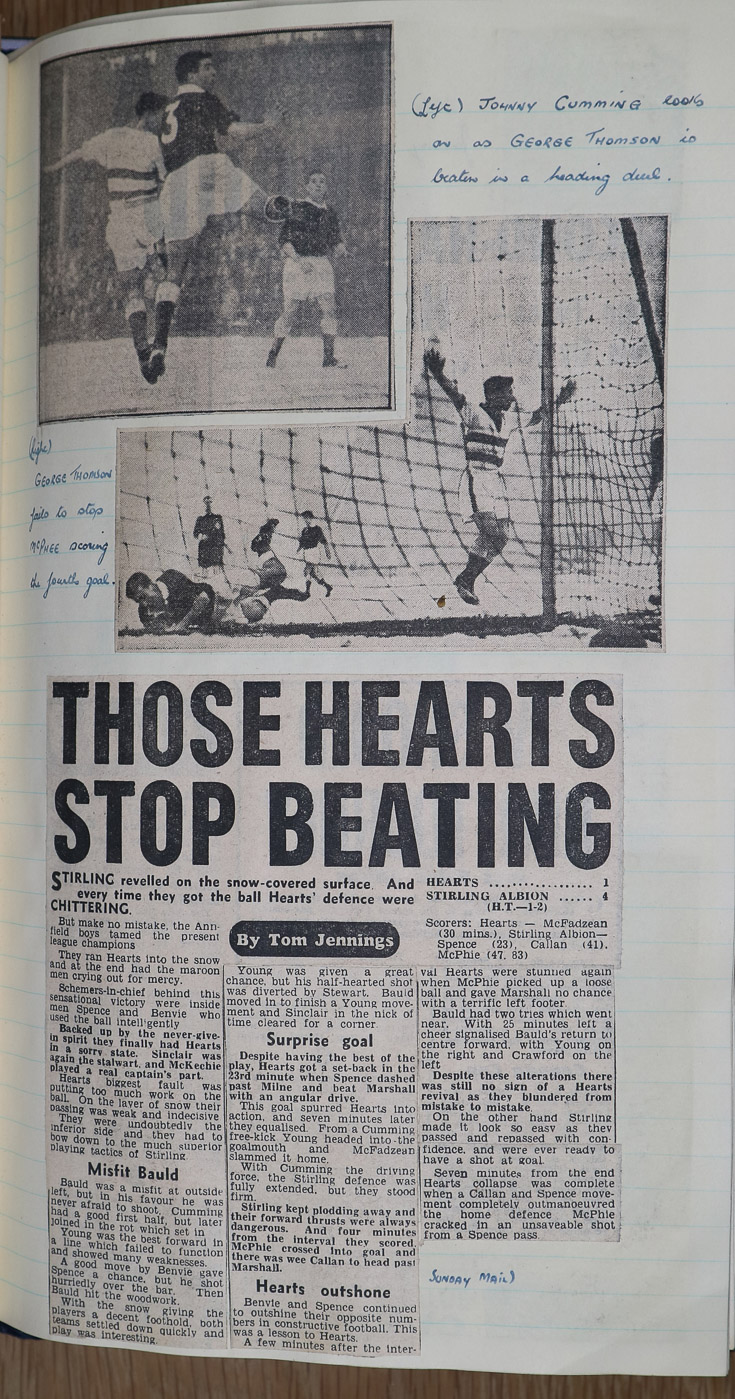 (Lyc) JOHNNY CUMMING looks
on as GEORGE THOMSON is
beaten in a heading duel.
3
(Light)
GEORGE THOMSON
fails to stop
McPHEE scoring
the fourth goal.
THOSE HEARTS
STOP BEATING
STIRLING revelled on the snow-covered surface. And
every time they got the ball Hearts' defence were
CHITTERING.
But make no mistake, the Ann-
field boys tamed the present
league champions
They ran Hearts into the snow
and at the end had the maroon
men crying out for mercy.
Schemers-in-chief behind this
sensational victory were inside
men Spence and Benvie who
used the ball intelligently
Backed up by the never-give-
in spirit they finally had Hearts
in a sorry state. Sinclair was
again the stalwart, and McKechie
played a real captain's part.
Hearts biggest fault was
putting too much work on the
ball. On the layer of snow their
passing was weak and indecisive
They were undoubtedly the
inferior side and they had to
bow down to the much superior
playing tactics of Stirling.
Misfit Bauld
Bauld was a misfit at outside
left, but in his favour he was
never afraid to shoot. Cumming
had a good first half, but later
joined in the rot which set in
Young was the best forward in
a line which failed to function
and showed many weaknesses.
A good move by Benvie gave
Spence a chance, but he shot
hurriedly over the bar. Then
Bauld hit the woodwork.
With the snow giving the
players a decent foothold, both
teams settled down quickly and
play was interesting.
By Tom Jennings
Young was given a great
chance, but his half-hearted shot
was diverted by Stewart. Bauld
moved in to finish a Young move-
ment and Sinclair in the nick of
time cleared for a corner
Surprise goal
Despite having the best of the
play, Hearts got a set-back in the
23rd minute when Spence dashed
past Milne and beat Marshall
with an angular drive.
This goal spurred Hearts into
action, and seven minutes later
they equalised. From a Cumming
free-kick Young headed into the
goalmouth and McFadzean
slammed it home.
With Cumming the driving
force, the Stirling defence was
fully extended, but they stood
firm.
Stirling kept plodding away and
their forward thrusts were always
dangerous. And four minutes
from the interval they scored.
McPhie crossed into goal and
there was wee Callan to head past
Marshall.
Hearts outshone
Benvie and Spence continued
to outshine their opposite num-
bers in constructive football. This
was a lesson to Hearts.
A few minutes after the inter-
HEARTS ................ 1
STIRLING ALBION ...... 4
(H.T.—1-2)
Scorers: Hearts — McFadzean
(30 mins.), Stirling Albion—
Spence (23), Callan (41),
McPhie (47, 83)
val Hearts were stunned again
when McPhie picked up a loose
ball and gave Marshall no chance
with a terrific left footer
Bauld had two tries which went
near. With 25 minutes left a
cheer signalised Bauld's return to
centre forward, with Young on
the right and Crawford on the
left
Despite these alterations there
was still no sign of a Hearts
revival as they blundered from
mistake to mistake.
On the other hand Stirling
made it look so easy as they
passed and repassed with con-
fidence, and were ever ready to
have a shot at goal.
Seven minutes from the end
Hearts collapse was complete
when a Callan and Spence move-
ment completely outmanoeuvred
the home defence McPhie
cracked in an unsaveable shot
from a Spence pass
SUNDAY MAIL)